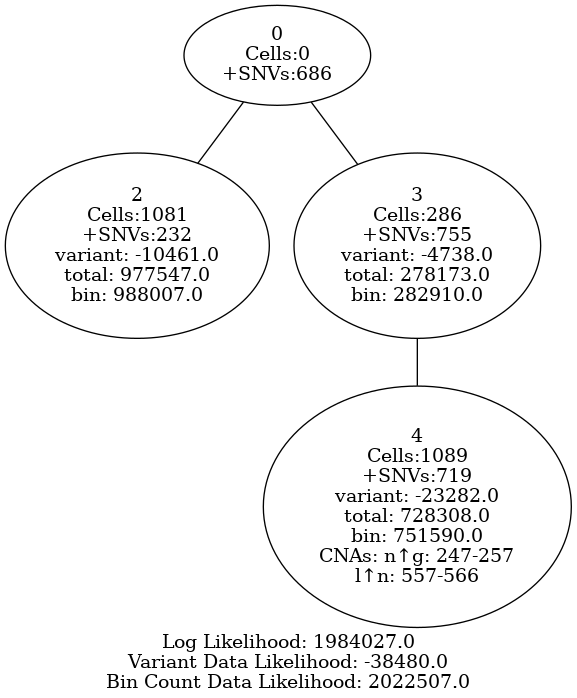 0
Cells:0
+SNVs:686
2
Cells:1081
+SNVs:232
variant: -10461.0
total: 977547.0
bin: 988007.0
3
Cells:286
+SNVs:755
variant: -4738.0
total: 278173.0
bin: 282910.0
4
Cells:1089
+SNVs:719
variant: -23282.0
total: 728308.0
bin: 751590.0
CNAs: n↑g: 247-257
l↑n: 557-566
Log Likelihood: 1984027.0
Variant Data Likelihood: -38480.0
Bin Count Data Likelihood: 2022507.0